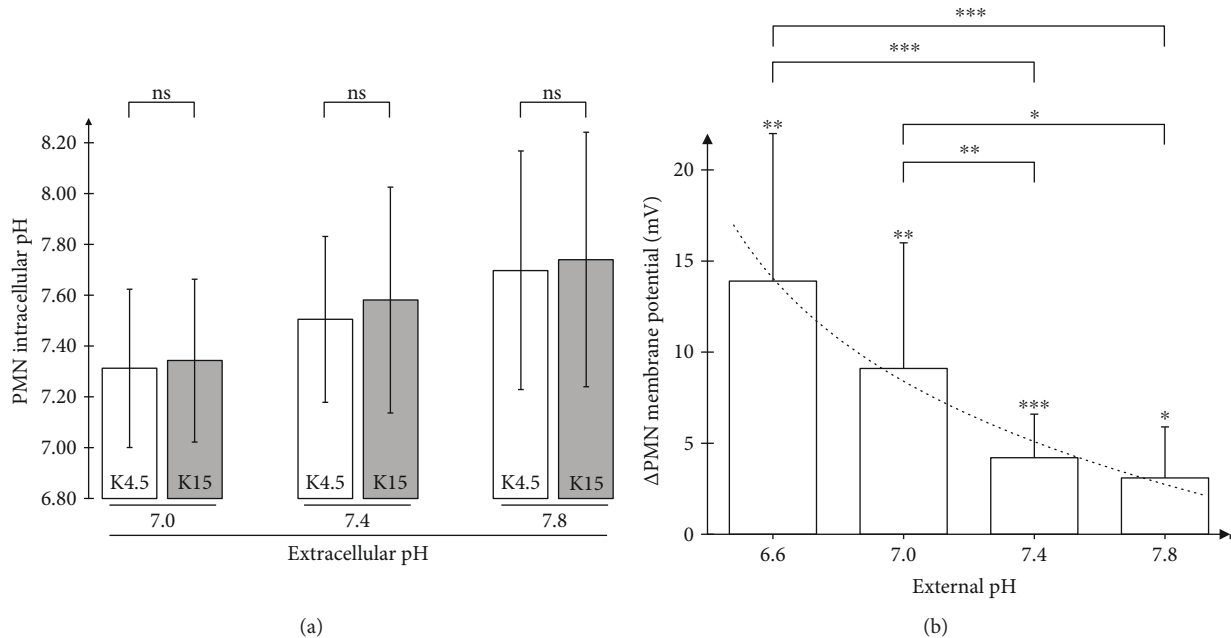 ns
ns
ns
8.20
8.00
7.80
7.60
7.40
7.20
7.00
6.80
PMN intracellular pH
K4.5
K15
K4.5
K15
K4.5
K15
7.0
7.4
7.8
Extracellular pH
(a)
***
***
*
**
**
**
***
*
20
15
10
5
0
ΔPMN membrane potential (mV)
6.6
7.0
7.4
7.8
External pH
(b)